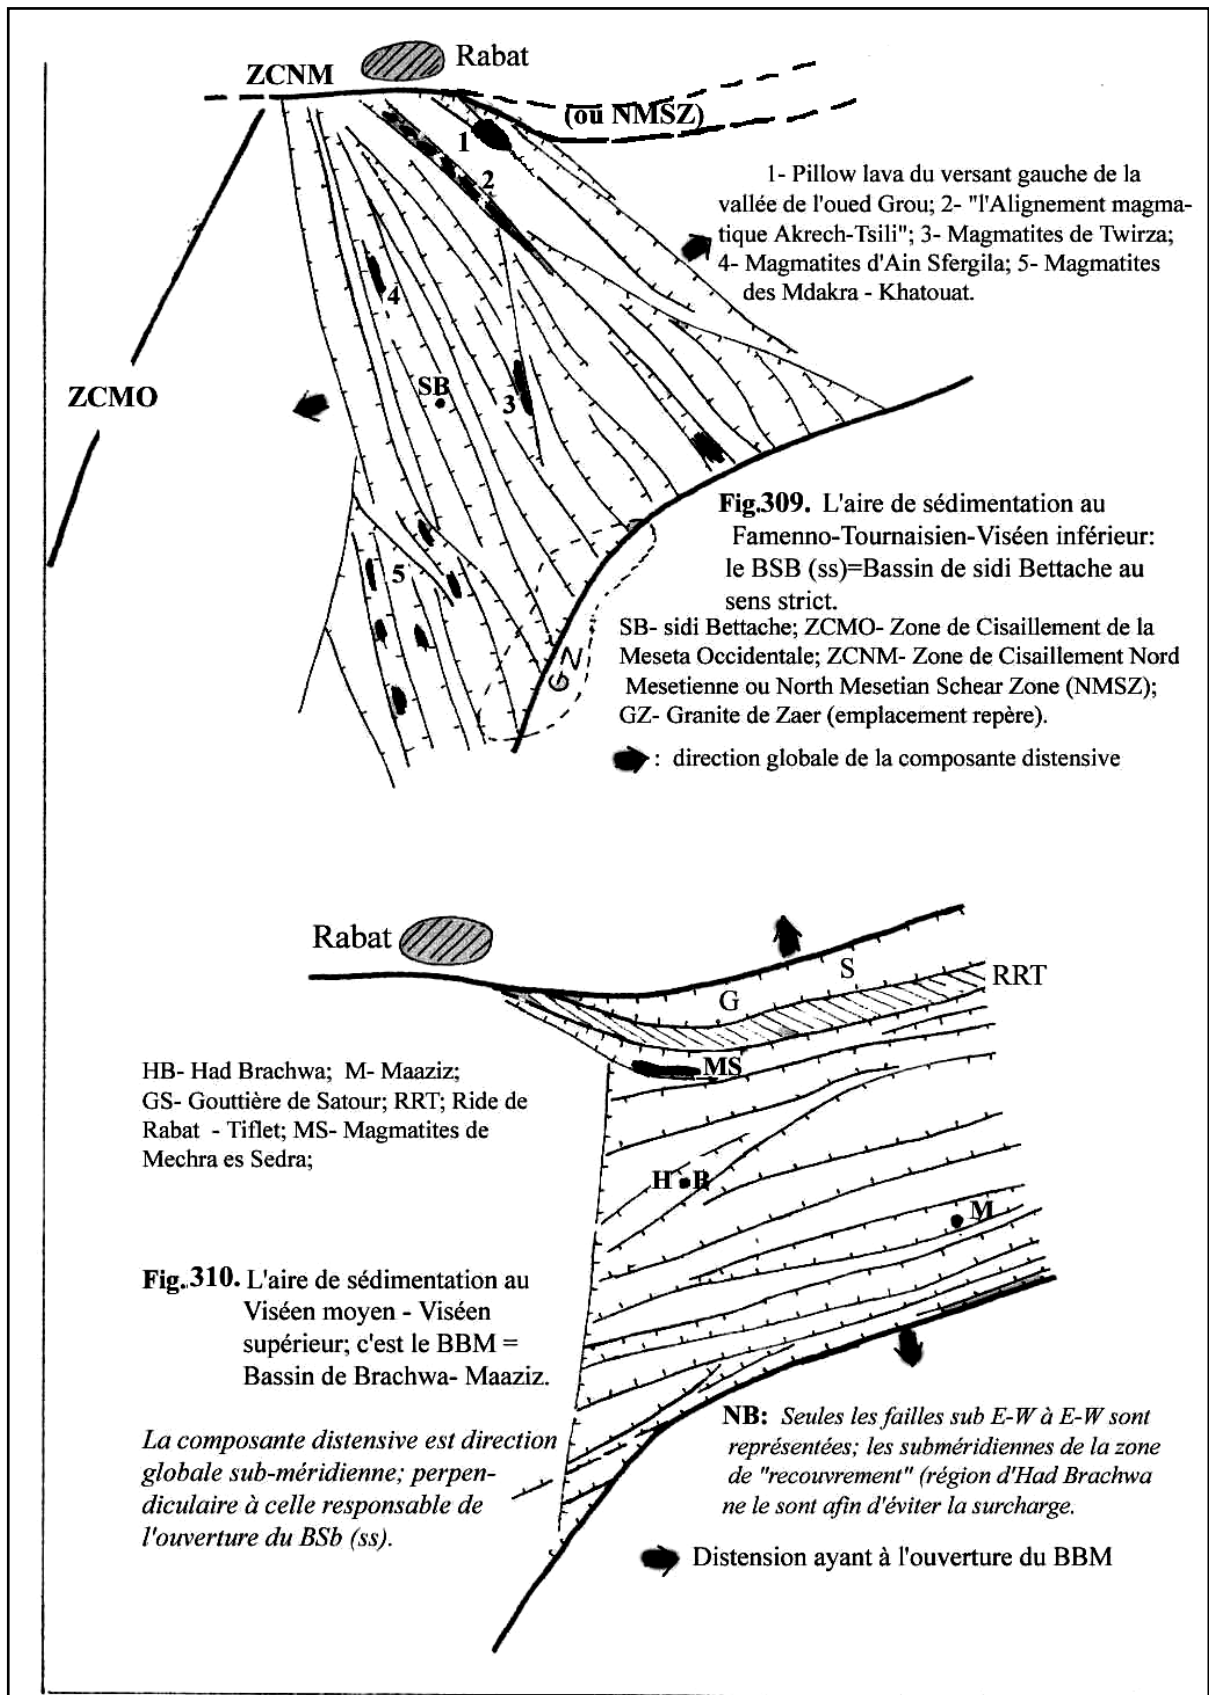 Rabat
ZCNM
(ou NMSZ)
1
2
1- Pillow lava du versant gauche de la
vallée de l'oued Grou; 2- "l'Alignement magma-
tique Akrech-Tsili"; 3- Magmatites de Twirza;
4- Magmatites d'Ain Sfergila; 5- Magmatites
des Mdakra - Khatouat.
4
SB
3
ZCMO
5
GZ
Fig.309. L'aire de sédimentation au
Famenno-Tournaisien-Viséen inférieur:
le BSB (ss)=Bassin de sidi Bettache au
sens strict.
SB- sidi Bettache; ZCMO- Zone de Cisaillement de la
Meseta Occidentale; ZCNM- Zone de Cisaillement Nord
Mesetienne ou North Mesetian Schear Zone (NMSZ);
GZ- Granite de Zaer (emplacement repère).
: direction globale de la composante distensive
Rabat
S
G
RRT
MS
HB- Had Brachwa; M- Maaziz;
GS- Gouttière de Satour; RRT; Ride de
Rabat - Tiflet; MS- Magmatites de
Mechra es Sedra;
H B
M
Fig.310. L'aire de sédimentation au
Viséen moyen - Viséen
supérieur; c'est le BBM =
Bassin de Brachwa- Maaziz.
La composante distensive est direction
globale sub-méridienne; perpen-
diculaire à celle responsable de
l'ouverture du BSb (ss).
NB: Seules les failles sub E-W à E-W sont
représentées; les subméridiennes de la zone
de "recouvrement" (région d'Had Brachwa
ne le sont afin d'éviter la surcharge.
Distension ayant à l'ouverture du BBM